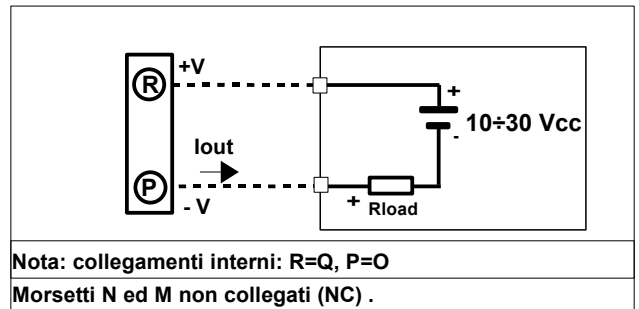 R
+V
+
10÷30 Vcc
-
Iout
P
- V
+ Rload
Nota: collegamenti interni: R=Q, P=O
Morsetti N ed M non collegati (NC) .